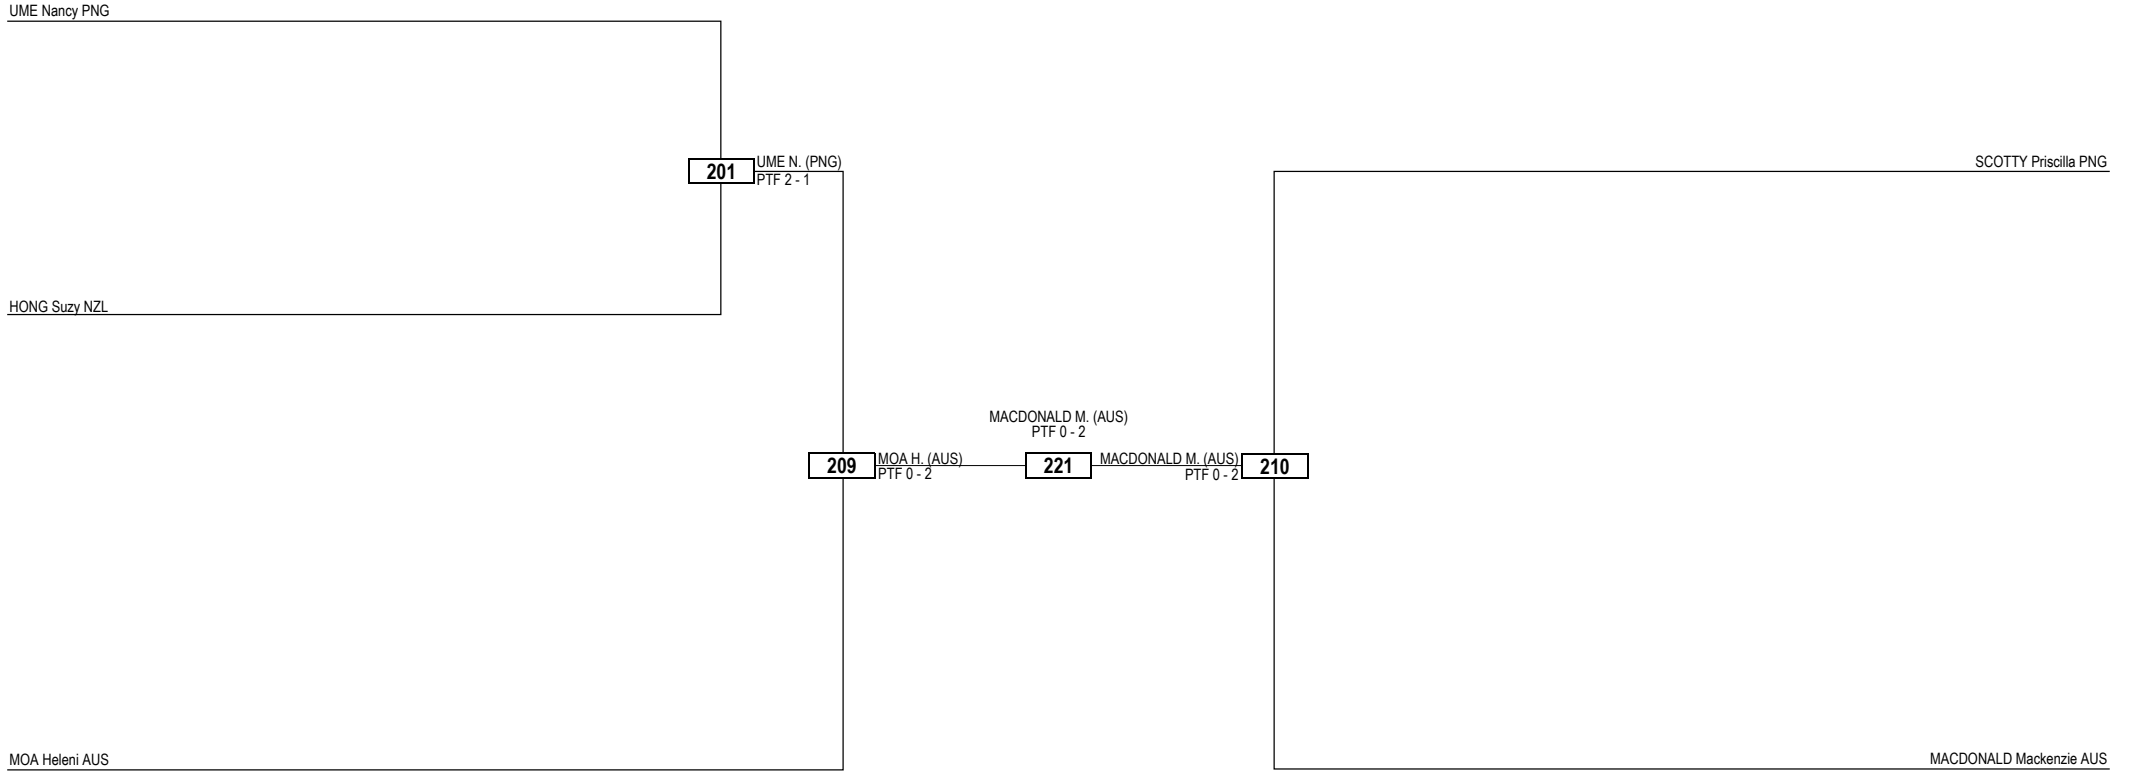 UME Nancy PNG
201
UME N. (PNG)
PTF 2 - 1
SCOTTY Priscilla PNG
HONG Suzy NZL
MACDONALD M. (AUS)
PTF 0 - 2
209
MOA H. (AUS)
PTF 0 - 2
221
MACDONALD M. (AUS)
PTF 0 - 2
210
MOA Heleni AUS
MACDONALD Mackenzie AUS